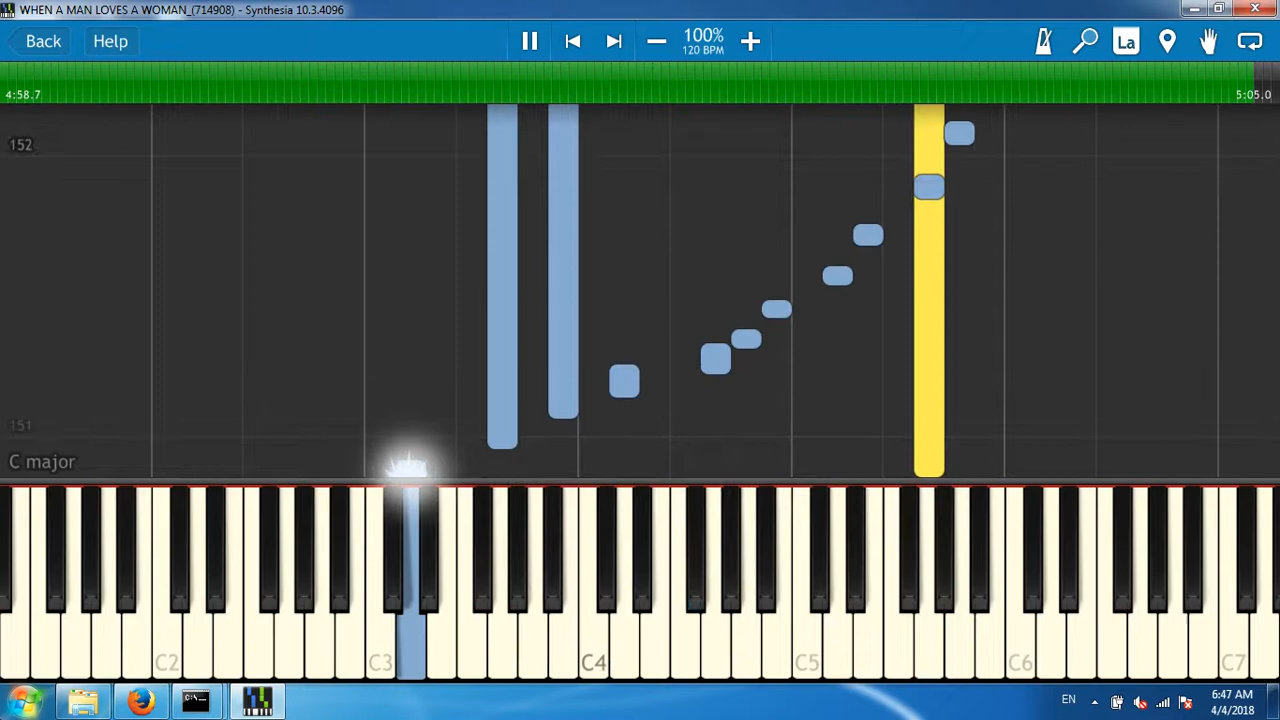 WHEN A MAN LOVES A WOMAN_(714908) - Synthesia 10.3.4096
Back
Help
100%
120 BPM
La
4:58.7
5:05.0
152
151
C major
C2
C3
C4
C5
C6
C7
C:\
EN
6:47 AM
4/4/2018